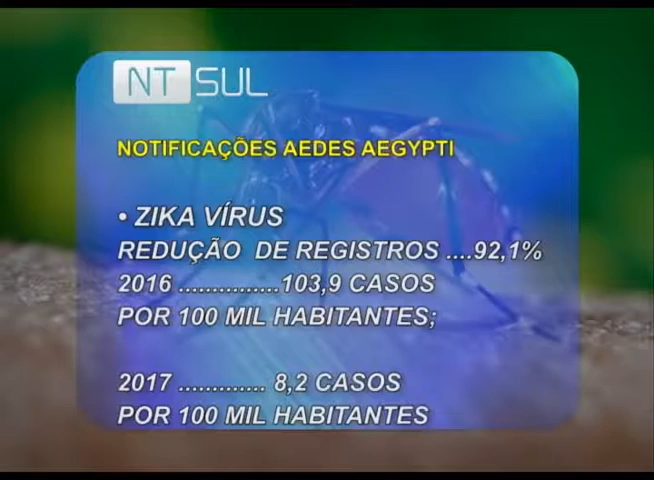 NT SUL
NOTIFICAÇÕES AEDES AEGYPTI
• ZIKA VÍRUS
REDUÇÃO DE REGISTROS ....92,1%
2016 ...............103,9 CASOS
POR 100 MIL HABITANTES;
2017 ............. 8,2 CASOS
POR 100 MIL HABITANTES